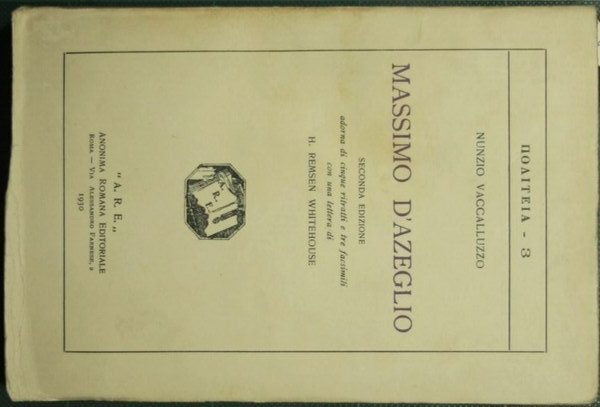 ΠΟΛΙΤΕΙΑ - 3
NUNZIO VACCALLUZZO
MASSIMO D'AZEGLIO
SECONDA EDIZIONE
adorna di cinque ritratti e tre facsimili
con una lettera di
H. REMSEN WHITEHOUSE
A. R. E.
" A. R. E. "
ANONIMA ROMANA EDITORIALE
ROMA — VIA ALESSANDRO FARNESE, 9
1930